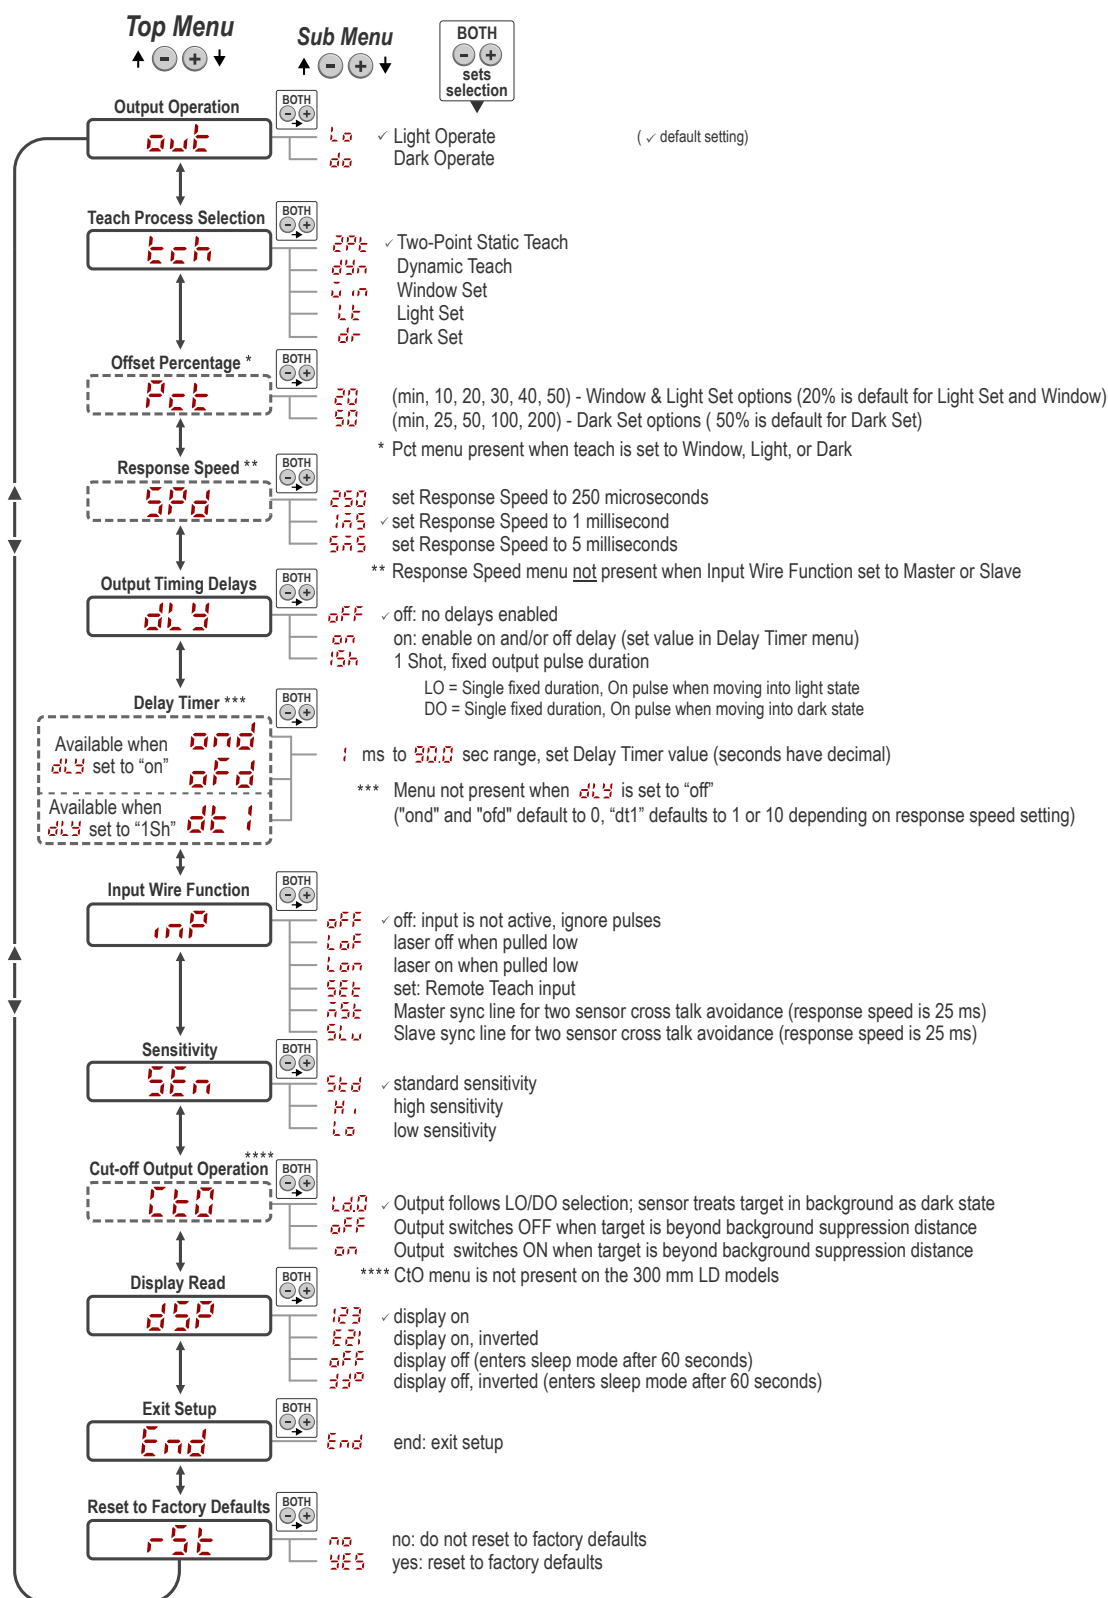 Top Menu
Sub Menu
BOTH
- +
sets
selection
- +
- +
Output Operation
BOTH
- +
out
Lo ✓ Light Operate
( ✓ default setting)
do Dark Operate
Teach Process Selection
BOTH
- +
tch
2Pt ✓ Two-Point Static Teach
dYn Dynamic Teach
win Window Set
Lt Light Set
dr Dark Set
Offset Percentage *
BOTH
- +
Pct
20 (min, 10, 20, 30, 40, 50) - Window & Light Set options (20% is default for Light Set and Window)
50 (min, 25, 50, 100, 200) - Dark Set options ( 50% is default for Dark Set)
* Pct menu present when teach is set to Window, Light, or Dark
Response Speed **
BOTH
- +
SPd
250 set Response Speed to 250 microseconds
1mS ✓ set Response Speed to 1 millisecond
5mS set Response Speed to 5 milliseconds
** Response Speed menu not present when Input Wire Function set to Master or Slave
Output Timing Delays
BOTH
- +
dLY
oFF ✓ off: no delays enabled
on on: enable on and/or off delay (set value in Delay Timer menu)
1Sh 1 Shot, fixed output pulse duration
LO = Single fixed duration, On pulse when moving into light state
DO = Single fixed duration, On pulse when moving into dark state
Delay Timer ***
BOTH
- +
Available when
dLY set to “on”
ond
oFd
1 ms to 90.0 sec range, set Delay Timer value (seconds have decimal)
*** Menu not present when dLY is set to “off”
("ond" and "ofd" default to 0, “dt1” defaults to 1 or 10 depending on response speed setting)
Available when
dLY set to “1Sh”
dt1
Input Wire Function
BOTH
- +
inP
oFF ✓ off: input is not active, ignore pulses
LoF laser off when pulled low
Lon laser on when pulled low
SEt set: Remote Teach input
mSt Master sync line for two sensor cross talk avoidance (response speed is 25 ms)
SLv Slave sync line for two sensor cross talk avoidance (response speed is 25 ms)
Sensitivity
BOTH
- +
SEn
Std ✓ standard sensitivity
Hi high sensitivity
Lo low sensitivity
Cut-off Output Operation ****
BOTH
- +
CtO
Ld.O ✓ Output follows LO/DO selection; sensor treats target in background as dark state
oFF Output switches OFF when target is beyond background suppression distance
on Output switches ON when target is beyond background suppression distance
**** CtO menu is not present on the 300 mm LD models
Display Read
BOTH
- +
dSP
123 ✓ display on
E21 display on, inverted
oFF display off (enters sleep mode after 60 seconds)
display off, inverted (enters sleep mode after 60 seconds)
Exit Setup
BOTH
- +
End
End end: exit setup
Reset to Factory Defaults
BOTH
- +
rSt
no no: do not reset to factory defaults
YES yes: reset to factory defaults